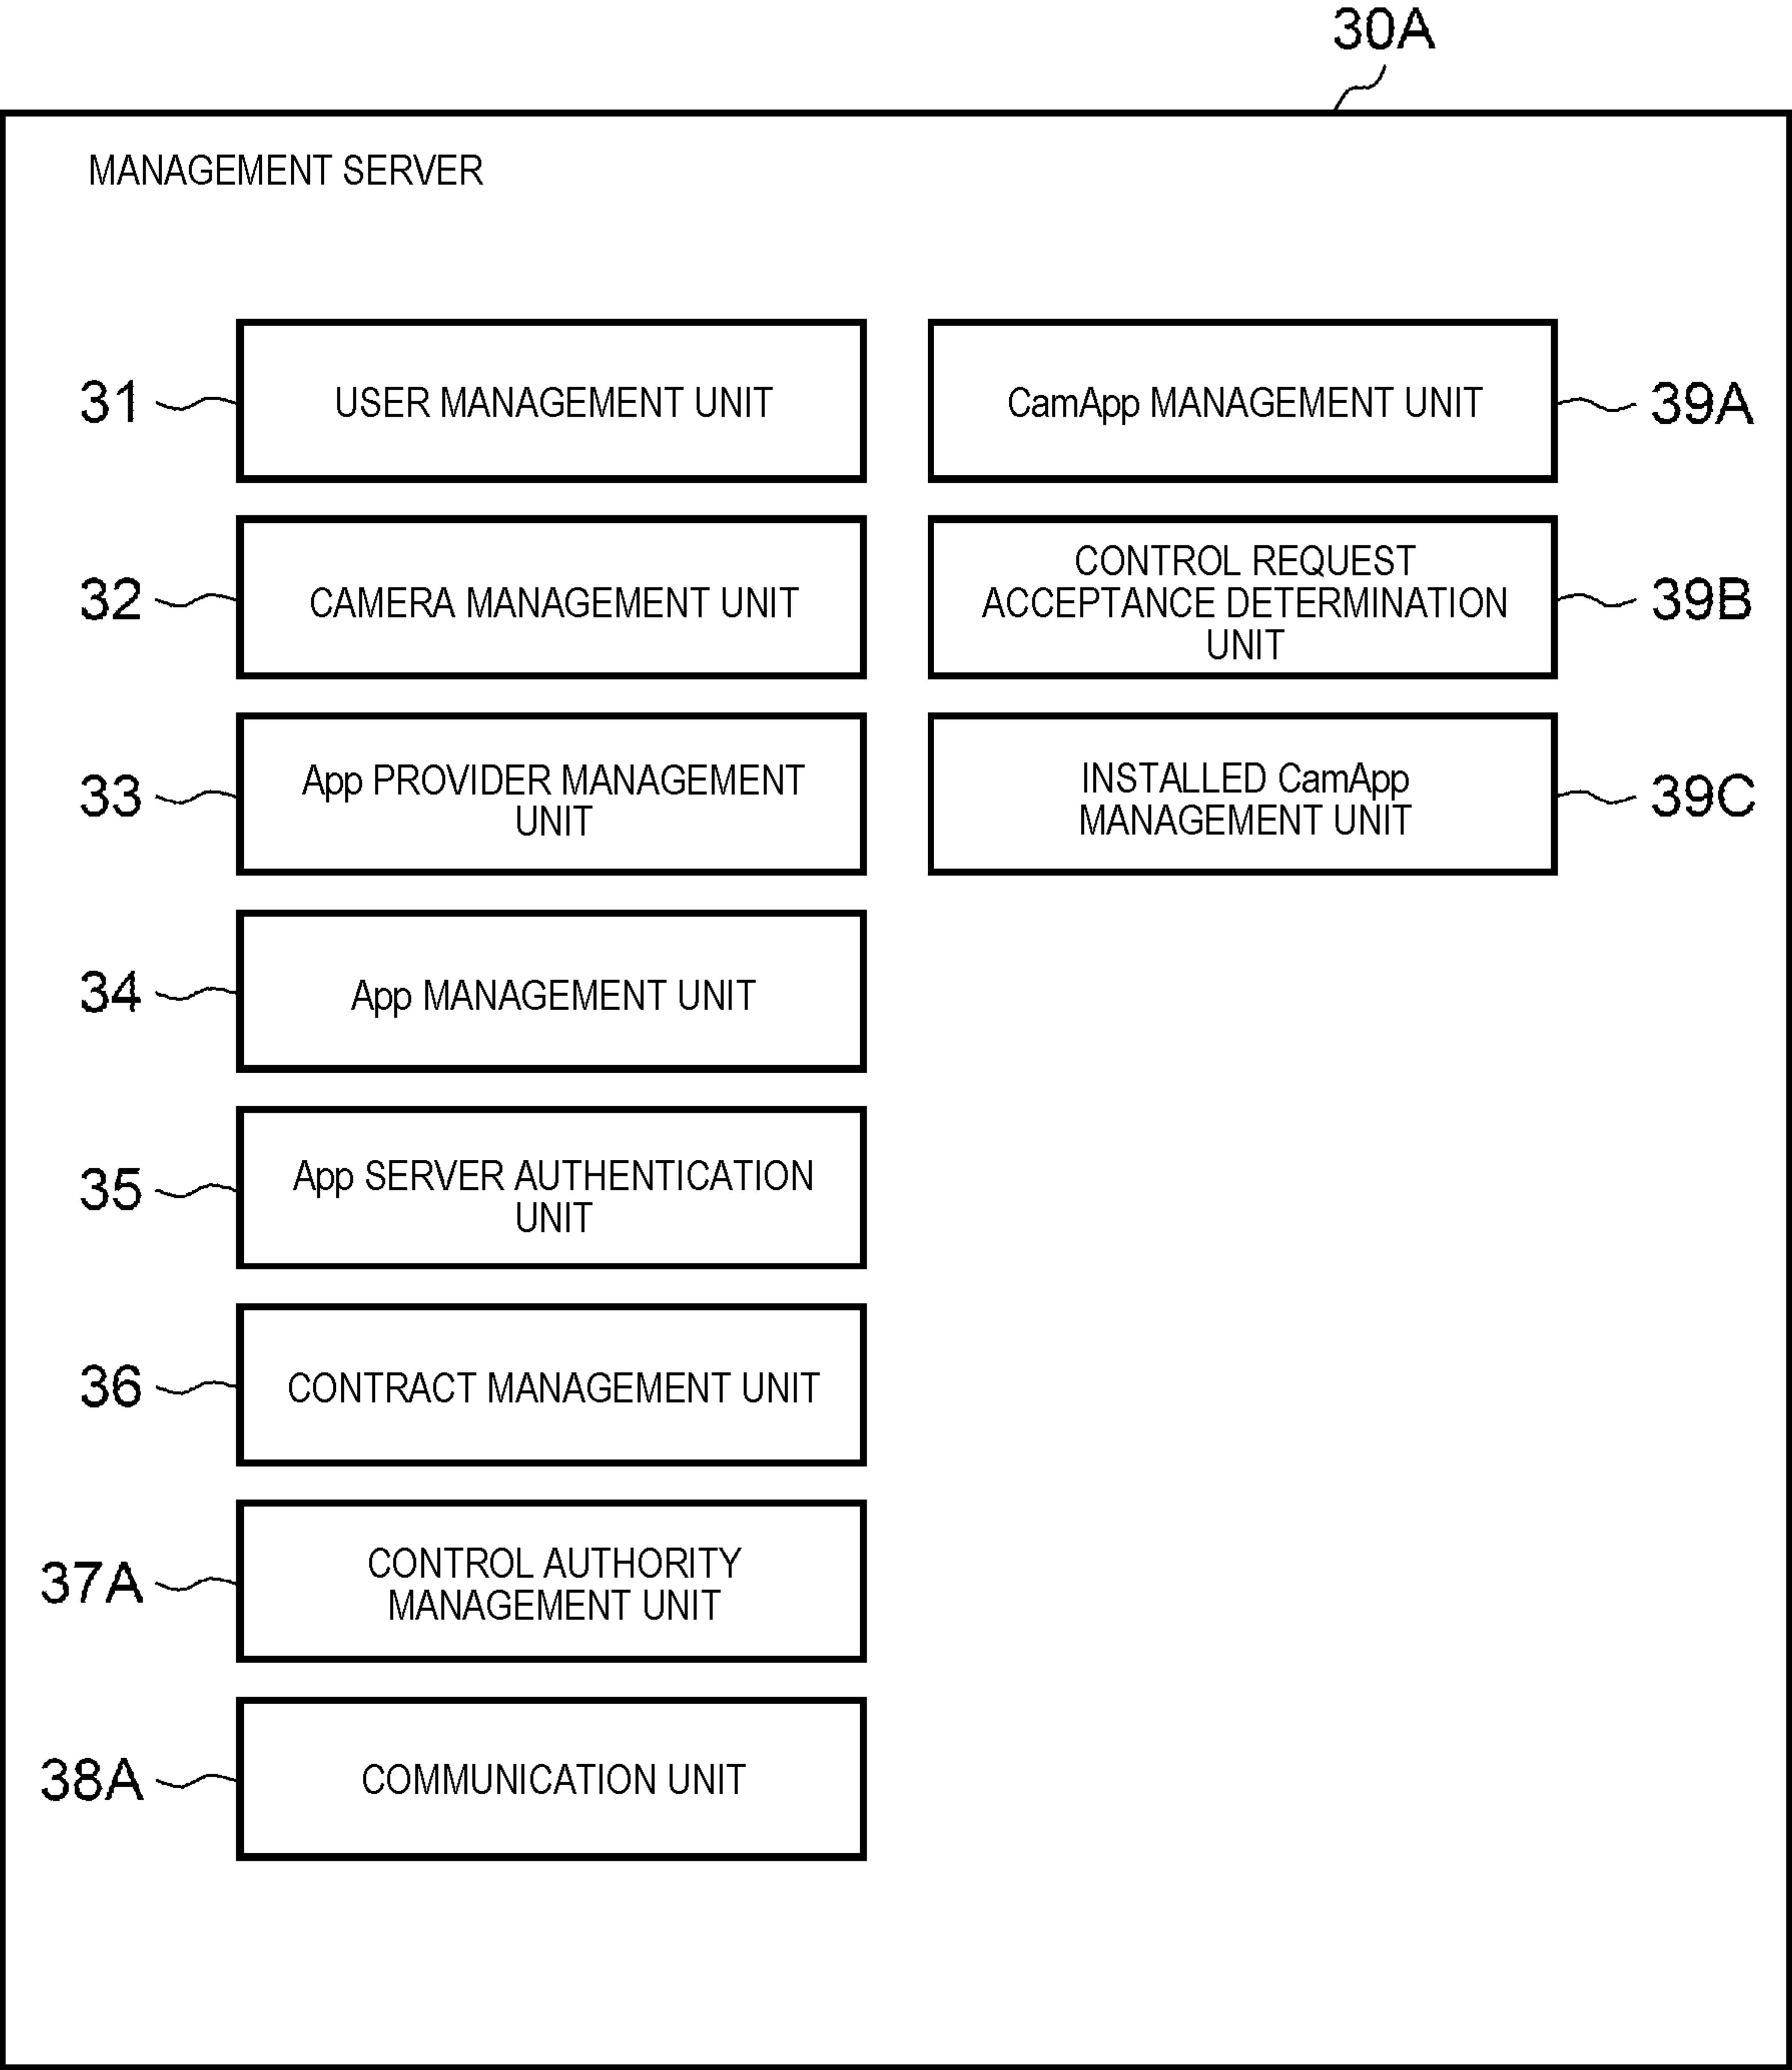 30A
MANAGEMENT SERVER
31
USER MANAGEMENT UNIT
CamApp MANAGEMENT UNIT
39A
32
CAMERA MANAGEMENT UNIT
CONTROL REQUEST
ACCEPTANCE DETERMINATION
UNIT
39B
33
App PROVIDER MANAGEMENT
UNIT
INSTALLED CamApp
MANAGEMENT UNIT
39C
34
App MANAGEMENT UNIT
35
App SERVER AUTHENTICATION
UNIT
36
CONTRACT MANAGEMENT UNIT
37A
CONTROL AUTHORITY
MANAGEMENT UNIT
38A
COMMUNICATION UNIT